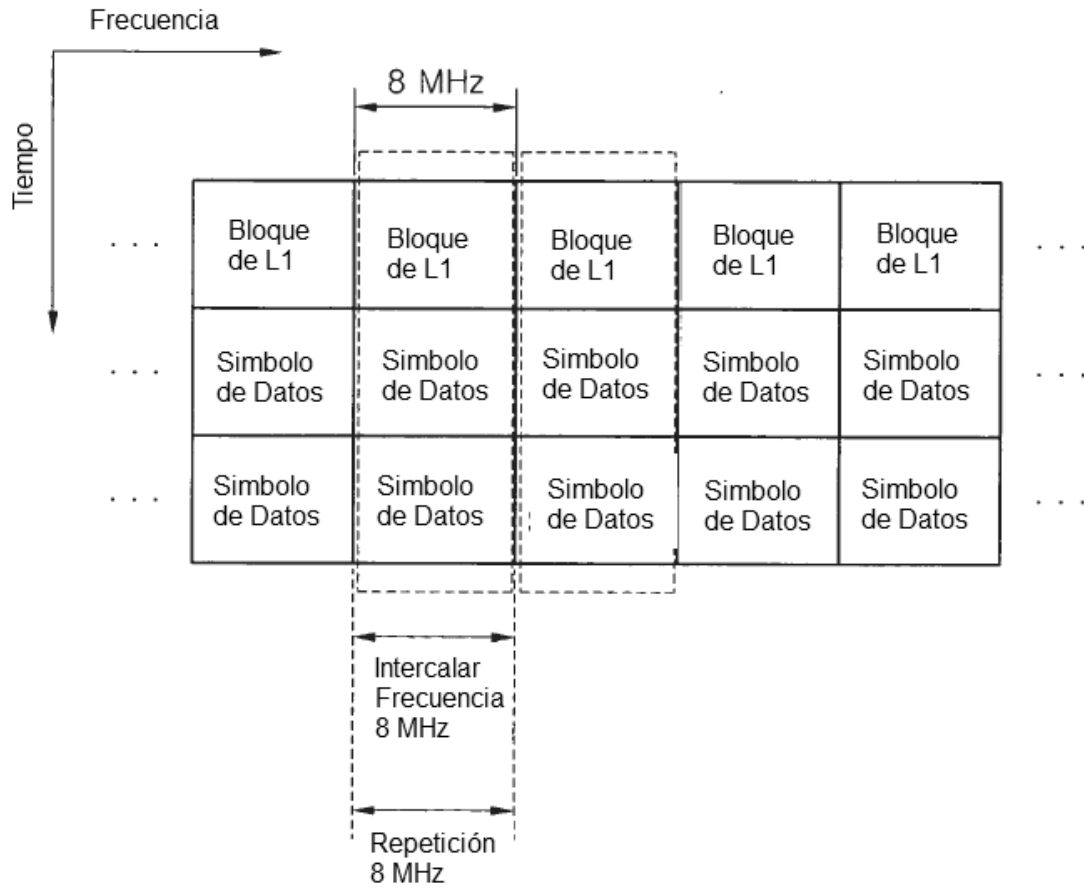 Frecuencia
Tiempo
8 MHz
. . .
Bloque
de L1
Bloque
de L1
Bloque
de L1
Bloque
de L1
Bloque
de L1
. . .
. . .
Simbolo
de Datos
Simbolo
de Datos
Simbolo
de Datos
Simbolo
de Datos
Simbolo
de Datos
. . .
. . .
Simbolo
de Datos
Simbolo
de Datos
Simbolo
de Datos
Simbolo
de Datos
Simbolo
de Datos
. . .
Intercalar
Frecuencia
8 MHz
Repetición
8 MHz